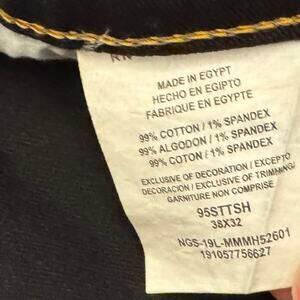 RN
MADE IN EGYPT
HECHO EN EGIPTO
FABRIQUE EN EGYPTE
99% COTTON / 1% SPANDEX
99% ALGODON / 1% SPANDEX
99% COTON / 1% SPANDEX
EXCLUSIVE OF DECORATION / EXCEPTO
DECORACION / EXCLUSIVE OF TRIMMING/
GARNITURE NON COMPRISE
95STTSH
38X32
NGS-19L-MMMH52601
191057756627